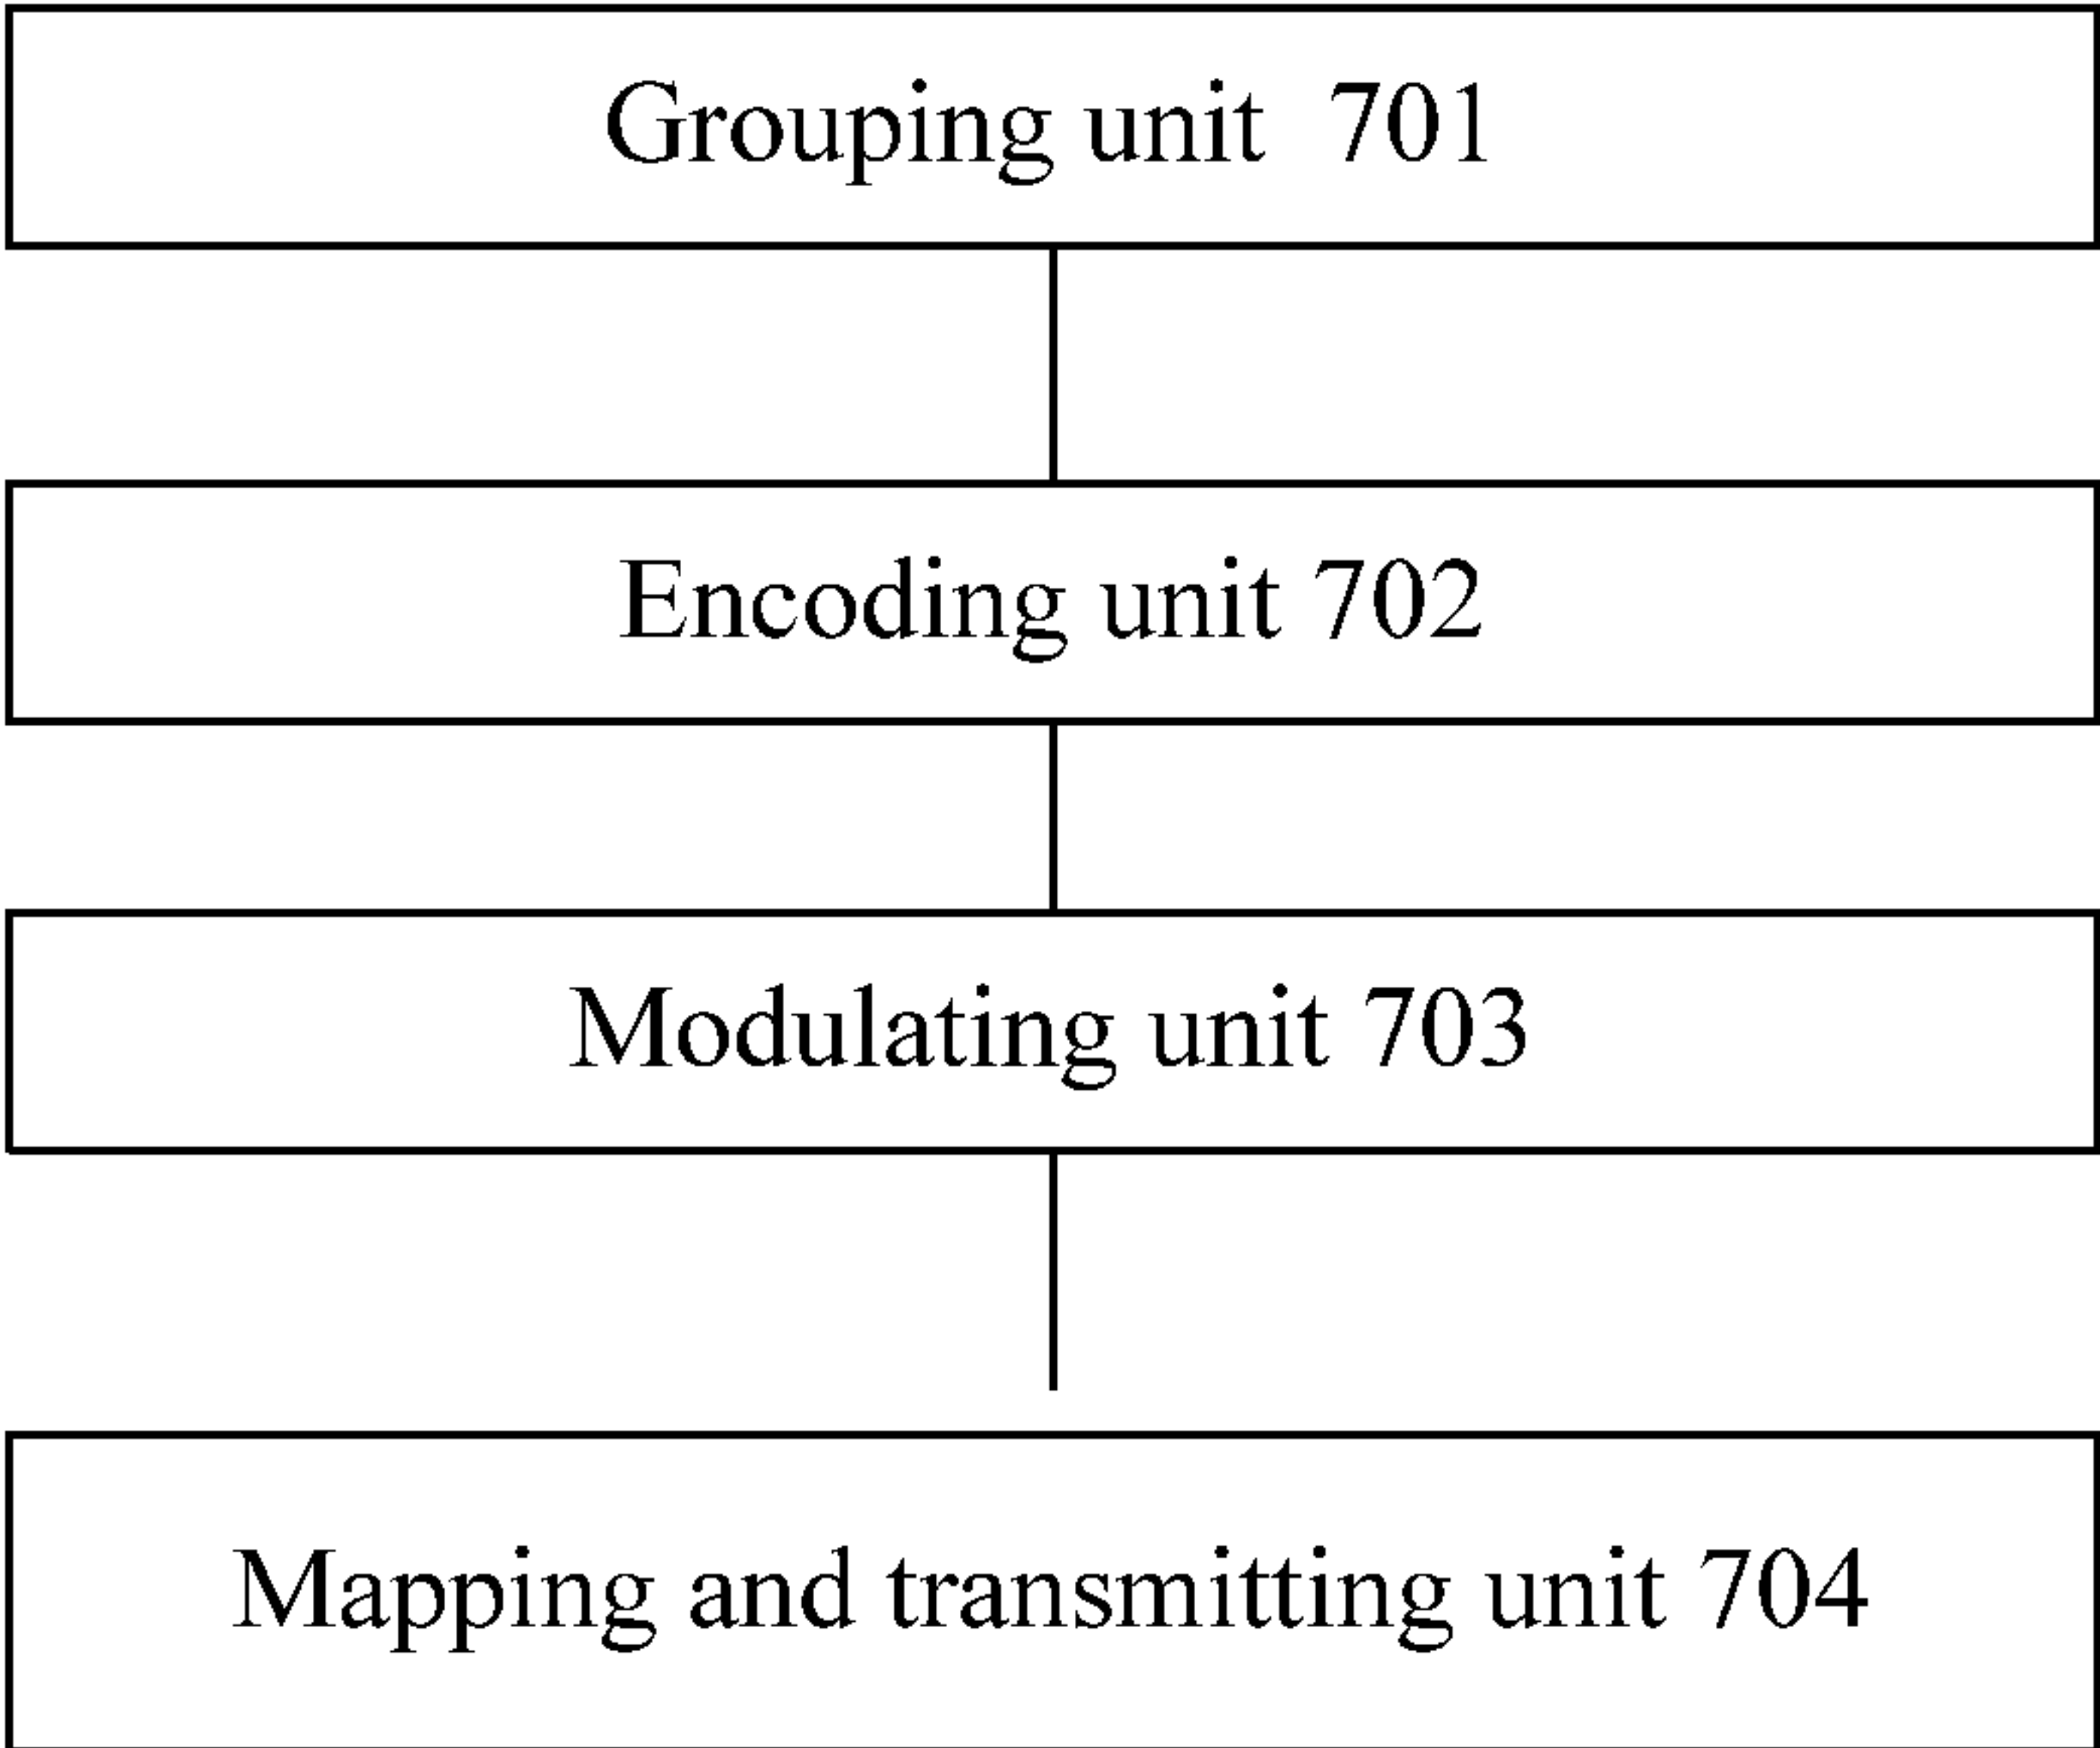 Grouping unit 701
Encoding unit 702
Modulating unit 703
Mapping and transmitting unit 704